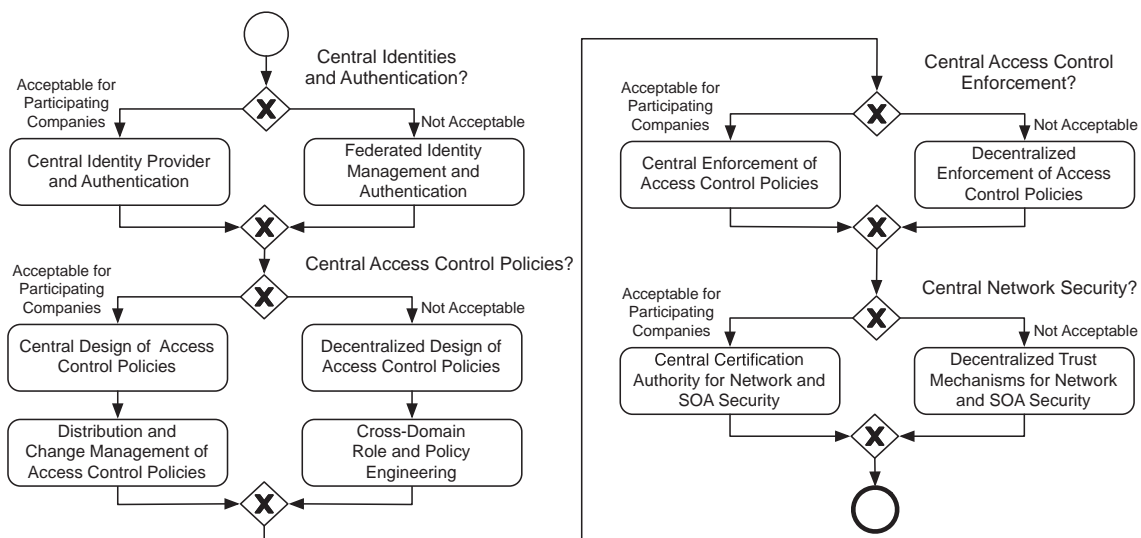 Central Identities
and Authentication?
Acceptable for
Participating
Companies
Not Acceptable
Central Identity Provider
and Authentication
Federated Identity
Management and
Authentication
Central Access Control Policies?
Acceptable for
Participating
Companies
Not Acceptable
Central Design of Access
Control Policies
Decentralized Design of
Access Control Policies
Distribution and
Change Management of
Access Control Policies
Cross-Domain
Role and Policy
Engineering
Central Access Control
Enforcement?
Acceptable for
Participating
Companies
Not Acceptable
Central Enforcement of
Access Control Policies
Decentralized
Enforcement of Access
Control Policies
Central Network Security?
Acceptable for
Participating
Companies
Not Acceptable
Central Certification
Authority for Network and
SOA Security
Decentralized Trust
Mechanisms for Network
and SOA Security